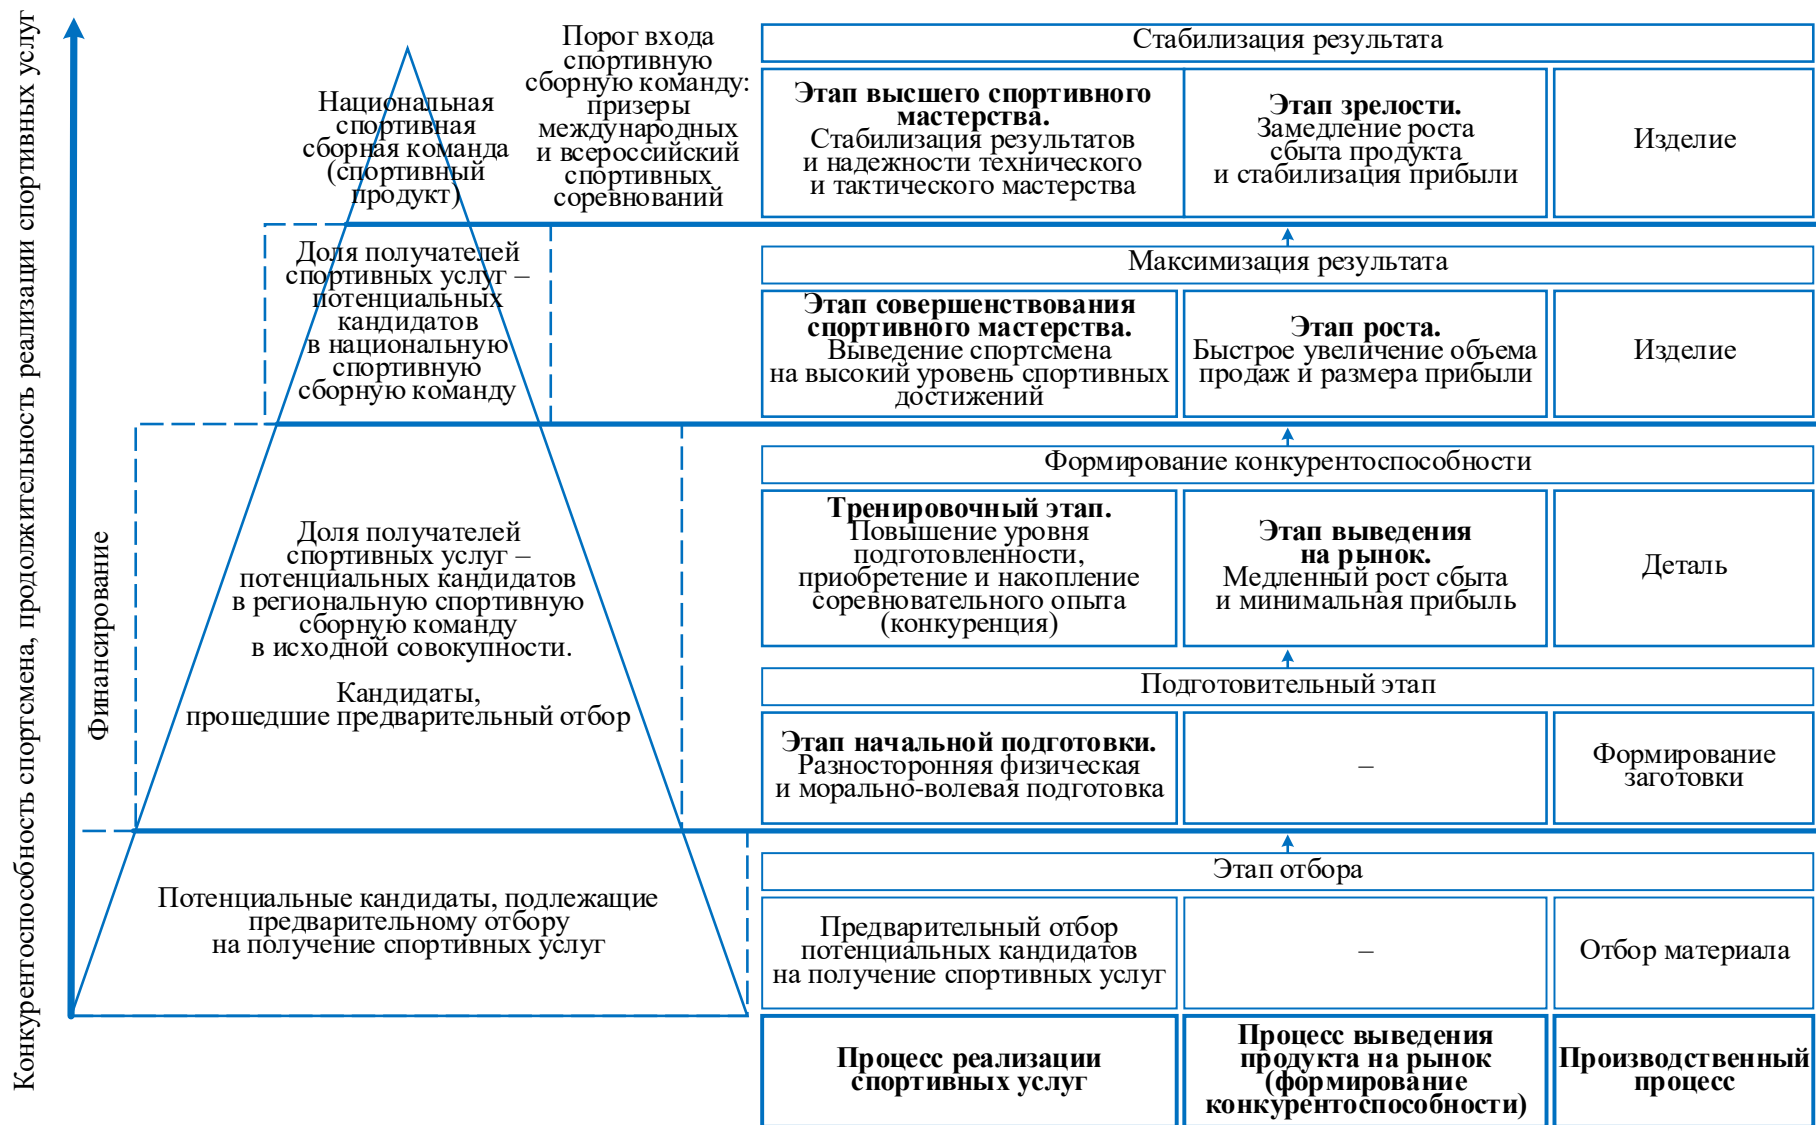 Конкурентоспособность спортсмена, продолжительность реализации спортивных услуг
Финансирование
Национальная
спортивная
сборная команда
(спортивный
продукт)
Порог входа
спортивную
сборную команду:
призеры
международных
и всероссийский
спортивных
соревнований
Стабилизация результата
Этап высшего спортивного
мастерства.
Стабилизация результатов
и надежности технического
и тактического мастерства
Этап зрелости.
Замедление роста
сбыта продукта
и стабилизация прибыли
Изделие
Доля получателей
спортивных услуг –
потенциальных
кандидатов
в национальную
спортивную
сборную команду
Максимизация результата
Этап совершенствования
спортивного мастерства.
Выведение спортсмена
на высокий уровень спортивных
достижений
Этап роста.
Быстрое увеличение объема
продаж и размера прибыли
Изделие
Доля получателей
спортивных услуг –
потенциальных кандидатов
в региональную спортивную
сборную команду
в исходной совокупности.
Кандидаты,
прошедшие предварительный отбор
Формирование конкурентоспособности
Тренировочный этап.
Повышение уровня
подготовленности,
приобретение и накопление
соревновательного опыта
(конкуренция)
Этап выведения
на рынок.
Медленный рост сбыта
и минимальная прибыль
Деталь
Подготовительный этап
Этап начальной подготовки.
Разносторонняя физическая
и морально-волевая подготовка
–
Формирование
заготовки
Потенциальные кандидаты, подлежащие
предварительному отбору
на получение спортивных услуг
Этап отбора
Предварительный отбор
потенциальных кандидатов
на получение спортивных услуг
–
Отбор материала
Процесс реализации
спортивных услуг
Процесс выведения
продукта на рынок
(формирование
конкурентоспособности)
Производственный
процесс